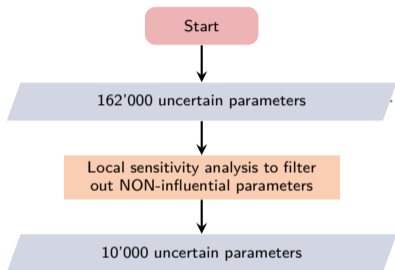 Start
162'000 uncertain parameters
Local sensitivity analysis to filter
out NON-influential parameters
10'000 uncertain parameters